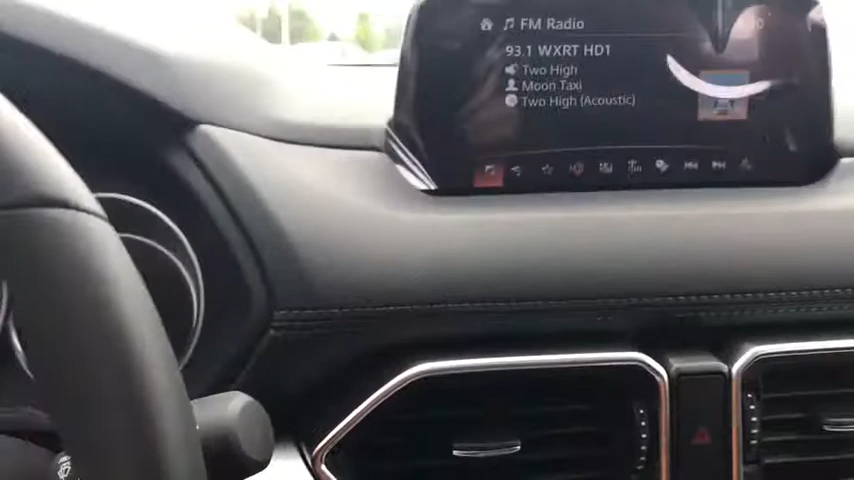 FM Radio
93.1 WXRT HD1
Two High
Moon Taxi
Two High (Acoustic)